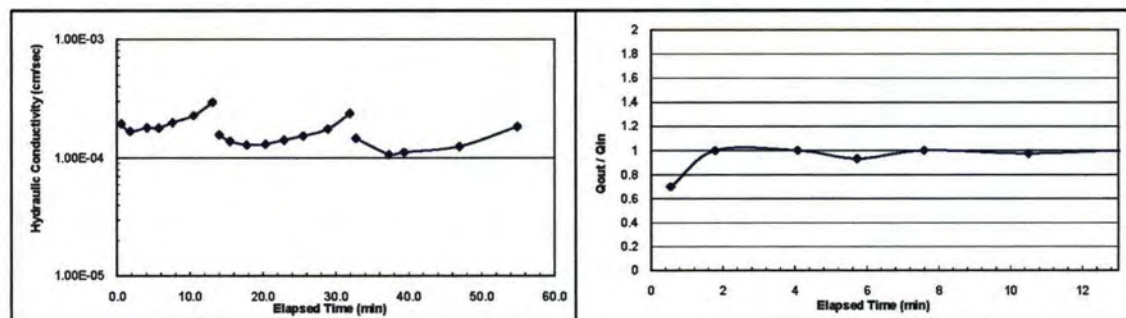 Hydraulic Conductivity (cm/sec)
1.00E-03
1.00E-04
1.00E-05
0.0 10.0 20.0 30.0 40.0 50.0 60.0
Elapsed Time (min)
Qout / Qin
2
1.8
1.6
1.4
1.2
1
0.8
0.6
0.4
0.2
0
0 2 4 6 8 10 12
Elapsed Time (min)